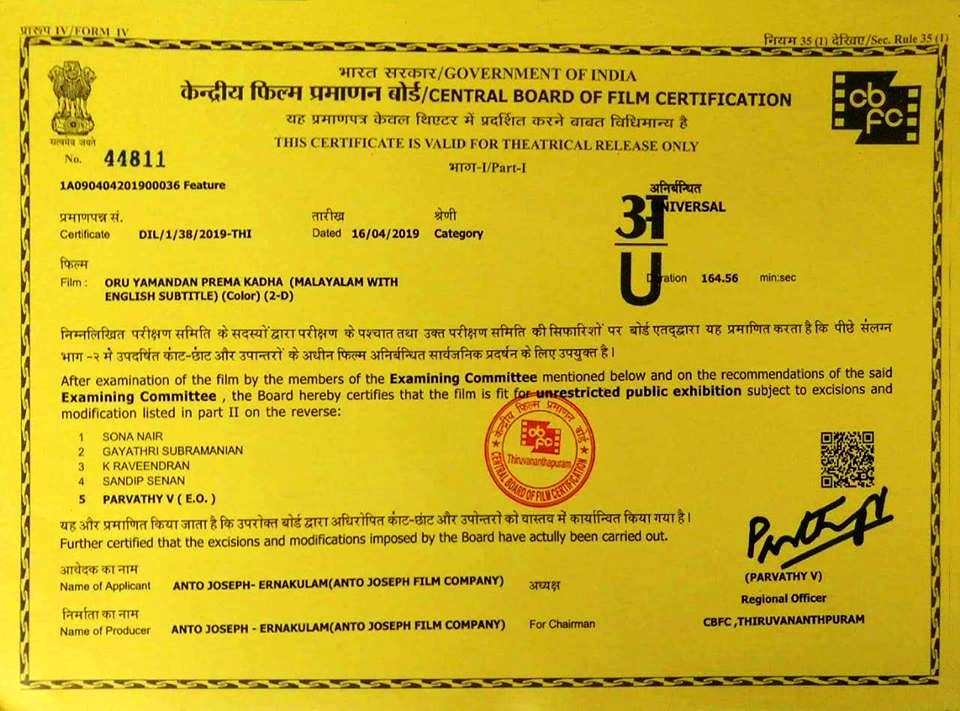 प्रारूप IV/FORM IV
नियम 35 (1) देखिए/Sec. Rule 35 (1)
भारत सरकार/GOVERNMENT OF INDIA
केन्द्रीय फिल्म प्रमाणन बोर्ड/CENTRAL BOARD OF FILM CERTIFICATION
यह प्रमाणपत्र केवल थिएटर में प्रदर्शित करने बाबत विधिमान्य है
THIS CERTIFICATE IS VALID FOR THEATRICAL RELEASE ONLY
भाग-I/Part-I
सत्यमेव जयते
cbfc
No. 44811
1A090404201900036 Feature
अनिर्बन्धित
UNIVERSAL
अ
U
प्रमाणपत्र सं. तारीख श्रेणी
Certificate DIL/1/38/2019-THI Dated 16/04/2019 Category
फिल्म
Film : ORU YAMANDAN PREMA KADHA (MALAYALAM WITH
ENGLISH SUBTITLE) (Color) (2-D)
Duration 164.56 min:sec
निम्नलिखित परीक्षण समिति के सदस्यों द्वारा परीक्षण के पश्चात तथा उक्त परीक्षण समिति की सिफारिशों पर बोर्ड एतद्द्वारा यह प्रमाणित करता है कि पीछे संलग्न
भाग -२ में उपदर्षित काट-छाट और उपान्तरों के अधीन फिल्म अनिर्बन्धित सार्वजनिक प्रदर्षन के लिए उपयुक्त है।
After examination of the film by the members of the Examining Committee mentioned below and on the recommendations of the said
Examining Committee , the Board hereby certifies that the film is fit for unrestricted public exhibition subject to excisions and
modification listed in part II on the reverse:
1 SONA NAIR
2 GAYATHRI SUBRAMANIAN
3 K RAVEENDRAN
4 SANDIP SENAN
5 PARVATHY V ( E.O. )
केन्द्रीय फिल्म प्रमाणन बोर्ड
cbfc
Thiruvananthapuram
CENTRAL BOARD OF FILM CERTIFICATION
यह और प्रमाणित किया जाता है कि उपरोक्त बोर्ड द्वारा अधिरोपित काट-छाट और उपोन्तरों को यास्तव में कार्यान्वित किया गया है।
Further certified that the excisions and modifications imposed by the Board have actully been carried out.
आवेदक का नाम
Name of Applicant ANTO JOSEPH- ERNAKULAM(ANTO JOSEPH FILM COMPANY)
अध्यक्ष
(PARVATHY V)
Regional Officer
निर्माता का नाम
Name of Producer ANTO JOSEPH - ERNAKULAM(ANTO JOSEPH FILM COMPANY)
For Chairman
CBFC ,THIRUVANANTHPURAM